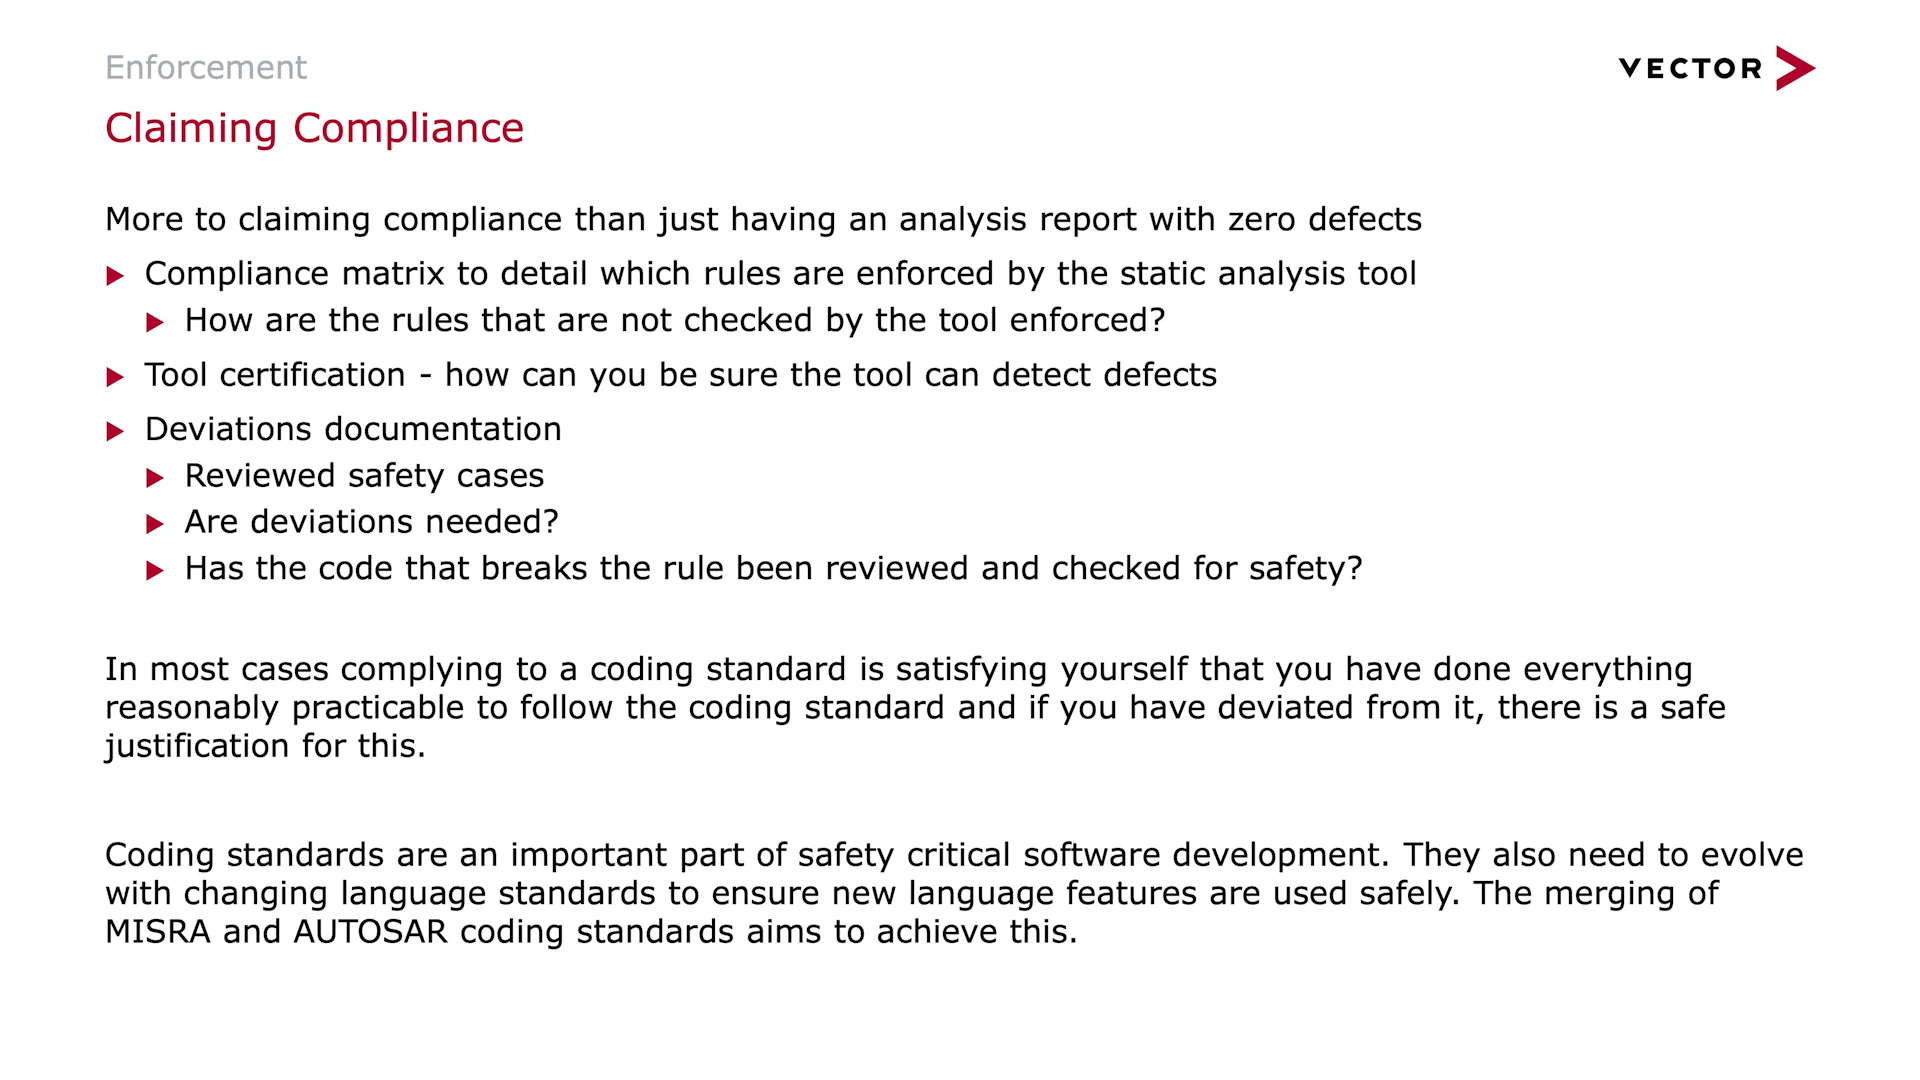 Enforcement
VECTOR
Claiming Compliance
More to claiming compliance than just having an analysis report with zero defects
Compliance matrix to detail which rules are enforced by the static analysis tool
How are the rules that are not checked by the tool enforced?
Tool certification - how can you be sure the tool can detect defects
Deviations documentation
Reviewed safety cases
Are deviations needed?
Has the code that breaks the rule been reviewed and checked for safety?
In most cases complying to a coding standard is satisfying yourself that you have done everything
reasonably practicable to follow the coding standard and if you have deviated from it, there is a safe
justification for this.
Coding standards are an important part of safety critical software development. They also need to evolve
with changing language standards to ensure new language features are used safely. The merging of
MISRA and AUTOSAR coding standards aims to achieve this.